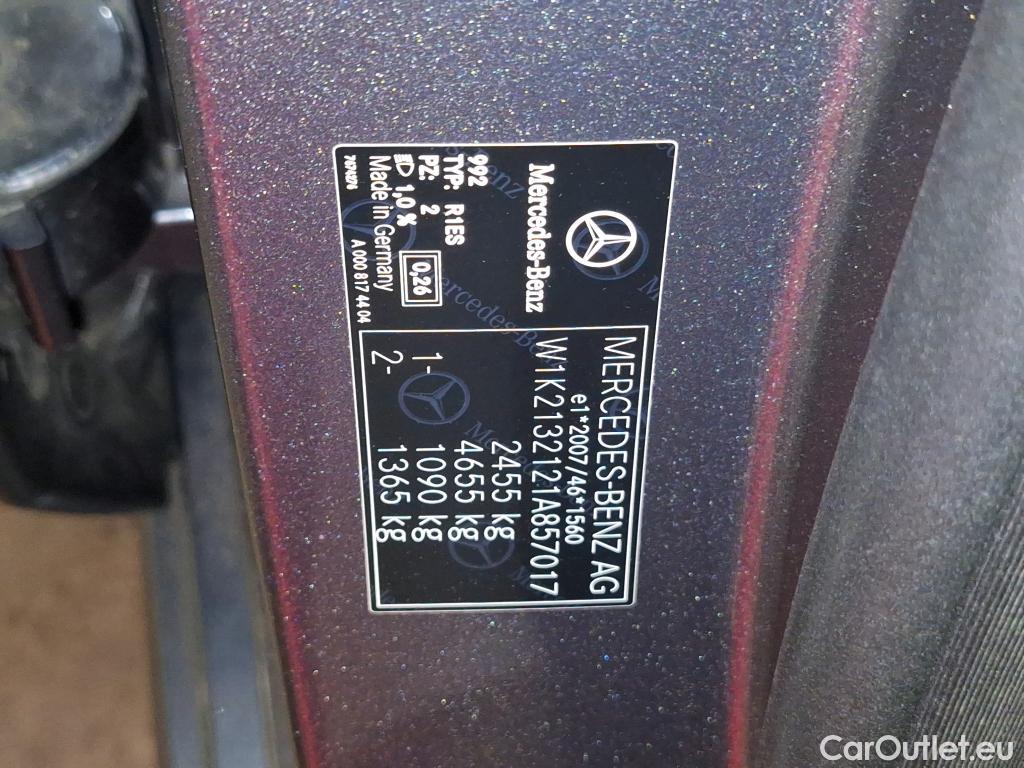 Mercedes-Benz
992
TYP: R1ES
PZ: 2
1,0 %
0,26
Made in Germany
A 000 817 44 04
MERCEDES-BENZ AG
e1*2007/46*1560
W1K2132121A857017
2455 kg
4655 kg
1- 1090 kg
2- 1365 kg
CarOutlet.eu